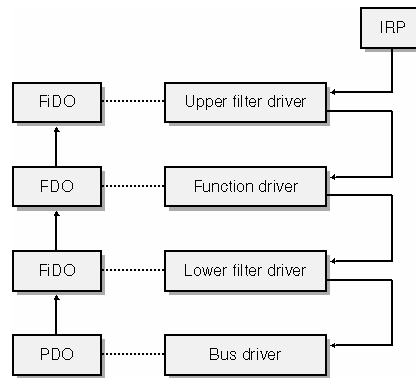 IRP
FiDO
Upper filter driver
FDO
Function driver
FiDO
Lower filter driver
PDO
Bus driver